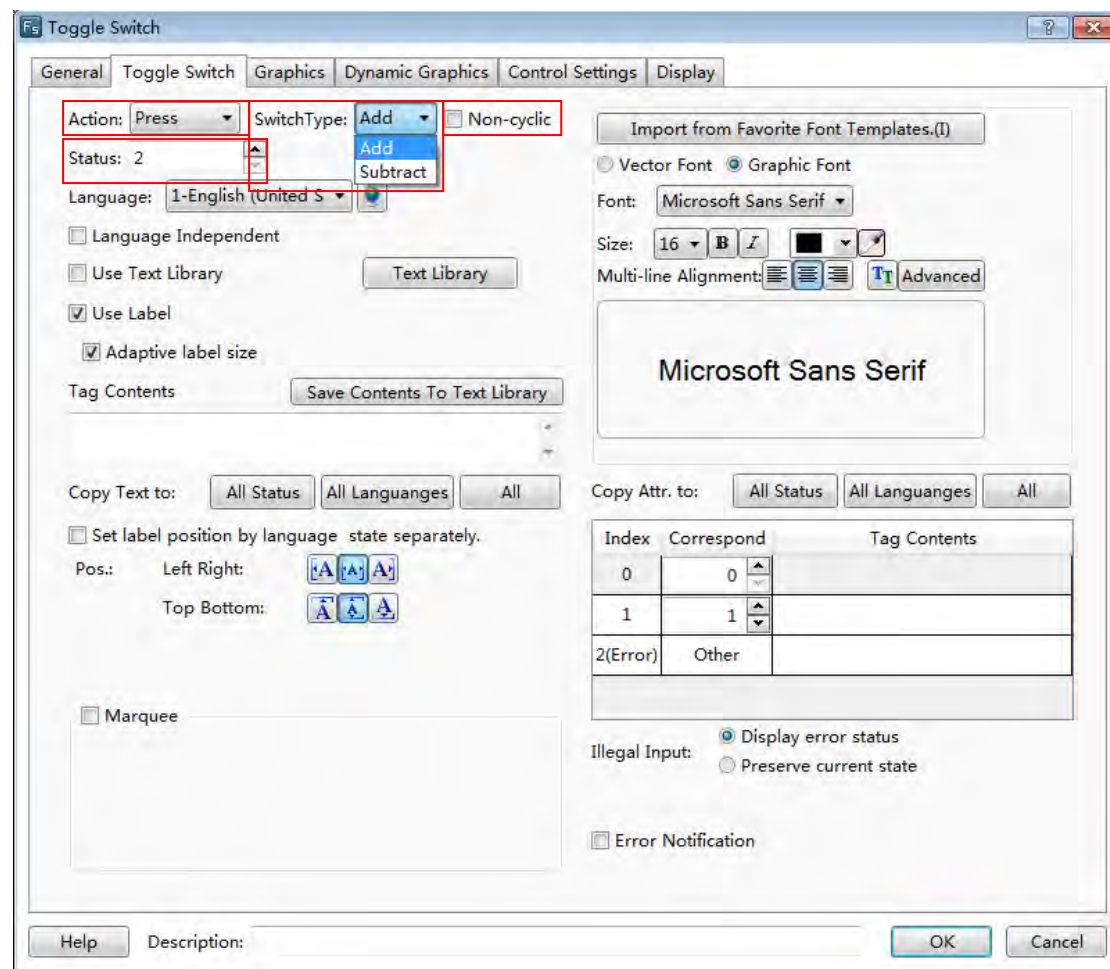 Fs Toggle Switch
General Toggle Switch Graphics Dynamic Graphics Control Settings Display
Action: Press SwitchType: Add Non-cyclic
Add
Subtract
Status: 2
Language: 1-English (United S
Language Independent
Use Text Library Text Library
Use Label
Adaptive label size
Tag Contents Save Contents To Text Library
Copy Text to: All Status All Languanges All
Set label position by language state separately.
Pos.: Left Right: A A A
Top Bottom: A A A
Marquee
Import from Favorite Font Templates.(I)
Vector Font Graphic Font
Font: Microsoft Sans Serif
Size: 16 B I
Multi-line Alignment: TT Advanced
Microsoft Sans Serif
Copy Attr. to: All Status All Languanges All
Index Correspond Tag Contents
0 0
1 1
2(Error) Other
Illegal Input: Display error status
Preserve current state
Error Notification
Help Description: OK Cancel